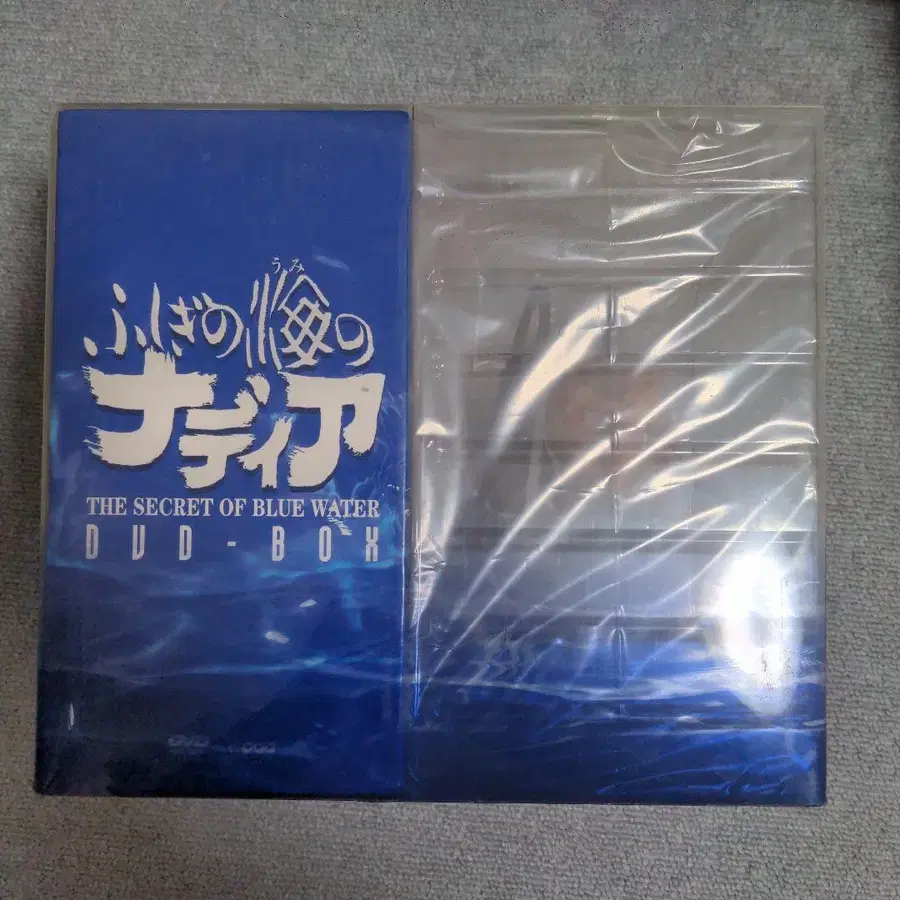 うみ
ふしぎの海の
ナディア
THE SECRET OF BLUE WATER
DVD-BOX